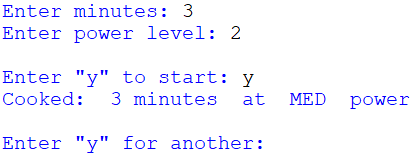 Enter minutes: 3
Enter power level: 2
Enter "y" to start: y
Cooked:  3 minutes  at  MED  power
Enter "y" for another: